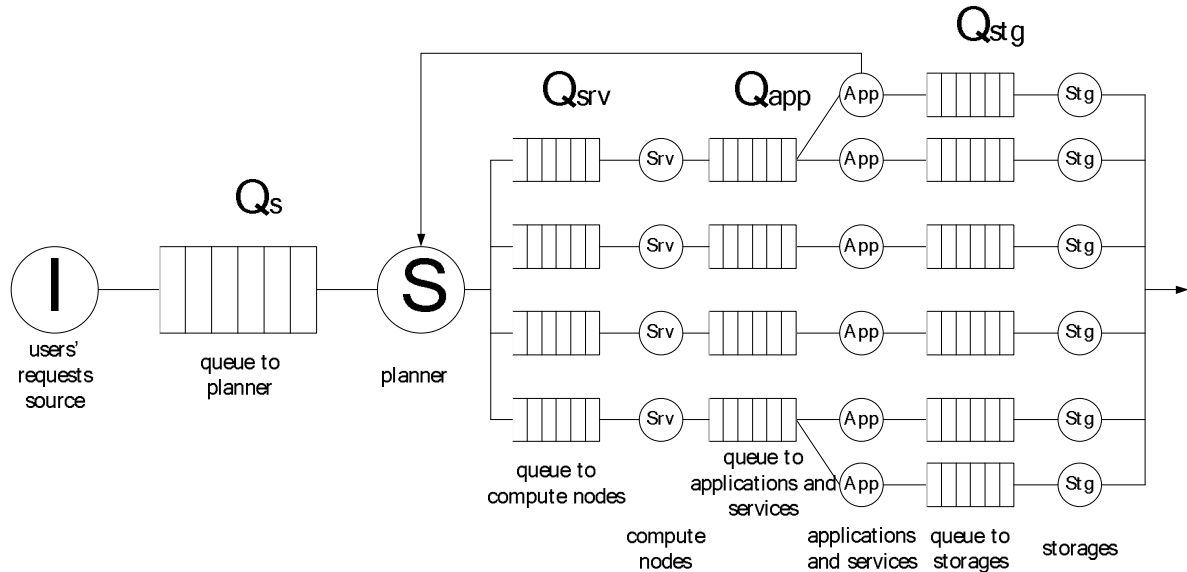 Qstg
Qsrv
Qapp
App
Stg
Srv
App
Stg
Qs
I
S
Srv
App
Stg
Srv
App
Stg
users'
requests
source
queue to
planner
planner
Srv
App
Stg
queue to
compute nodes
queue to
applications and
services
App
Stg
compute
nodes
applications
and services
queue to
storages
storages